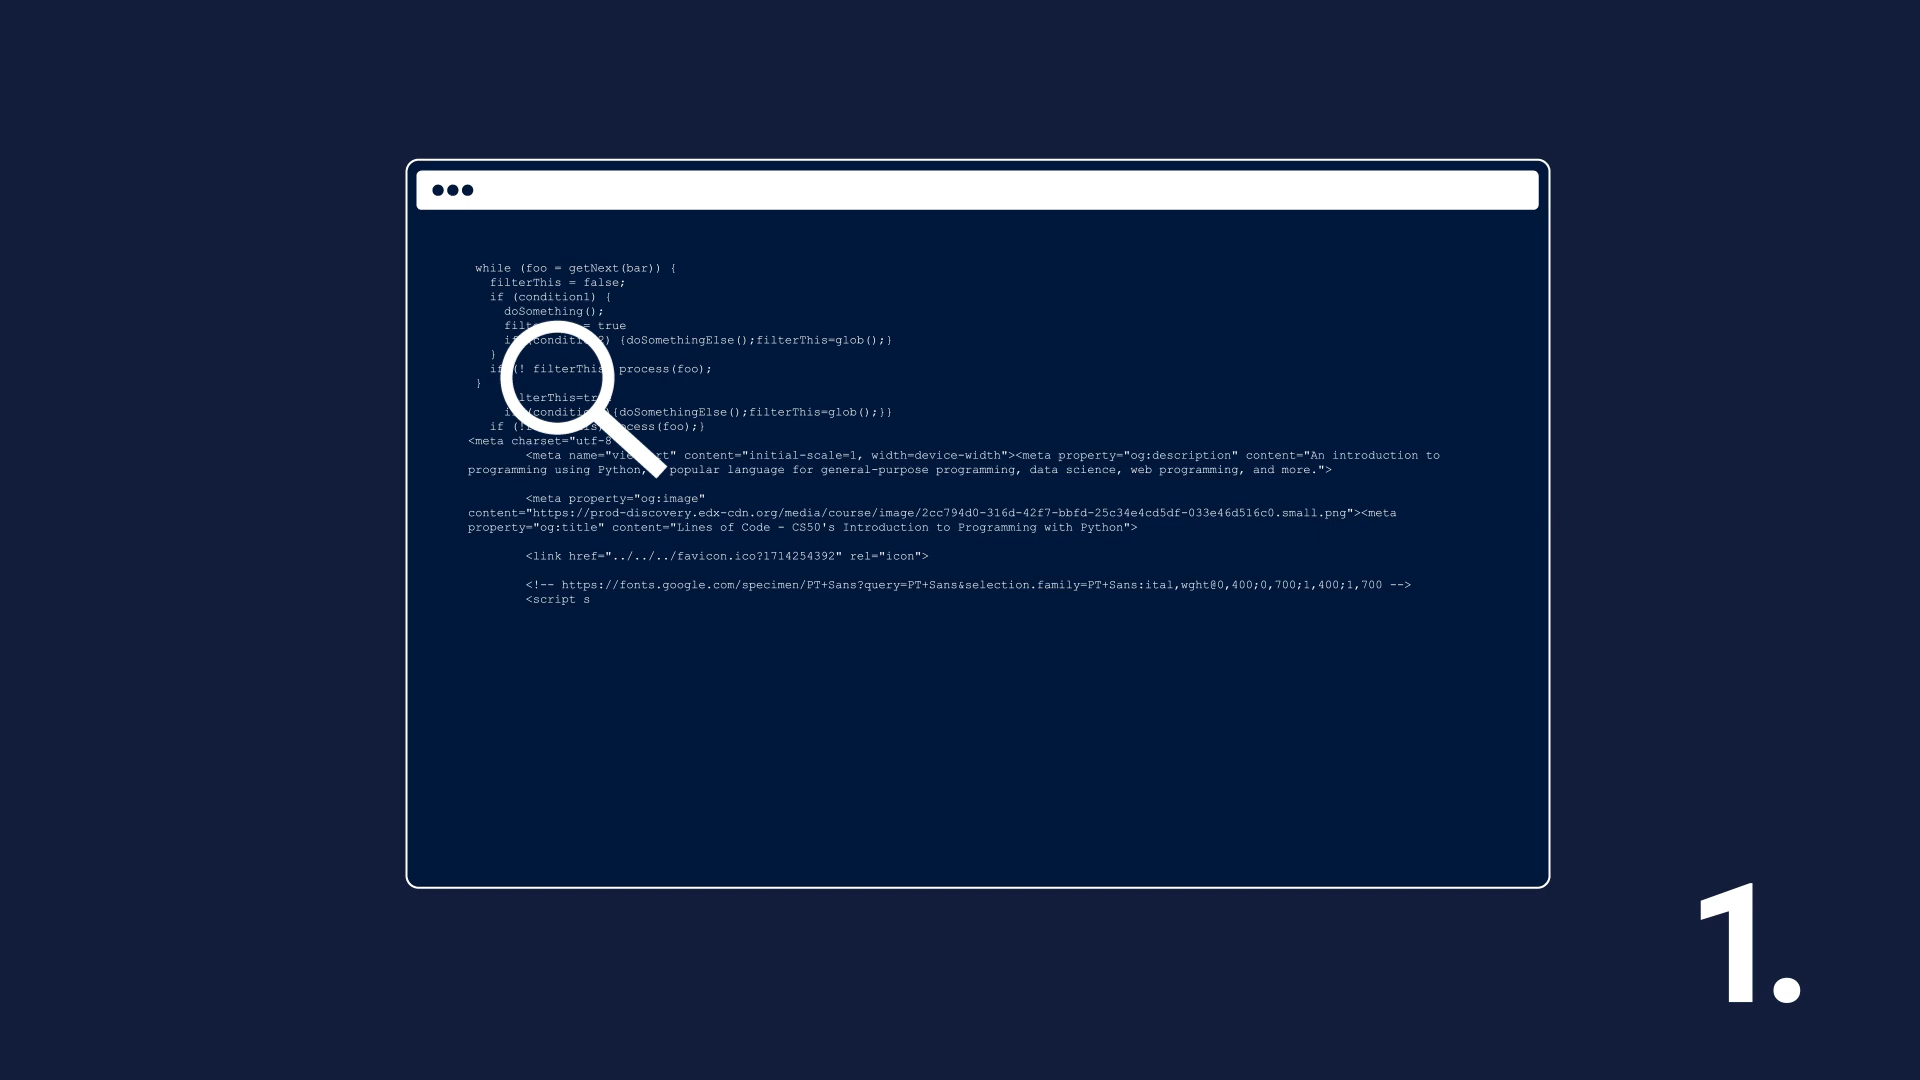 while (foo = getNext(bar)) {
filterThis = false;
if (condition1) {
doSomething();
= true
{doSomethingElse();filterThis=glob();}
}
(! filterThis process(foo);
}
{doSomethingElse();filterThis=glob();}}
if (foo);}
<meta charset="utf-8
<meta name=" content="initial-scale=1, width=device-width"><meta property="og:description" content="An introduction to
programming using Python, popular language for general-purpose programming, data science, web programming, and more.">
<meta property="og:image"
content="https://prod-discovery.edx-cdn.org/media/course/image/2cc794d0-316d-42f7-bbfd-25c34e4cd5df-033e46d516c0.small.png"><meta
property="og:title" content="Lines of Code - CS50's Introduction to Programming with Python">
<link href="../../../favicon.ico?1714254392" rel="icon">
<!-- https://fonts.google.com/specimen/PT+Sans?query=PT+Sans&selection.family=PT+Sans:ital,wght@0,400;0,700;1,400;1,700 -->
<script s
1.